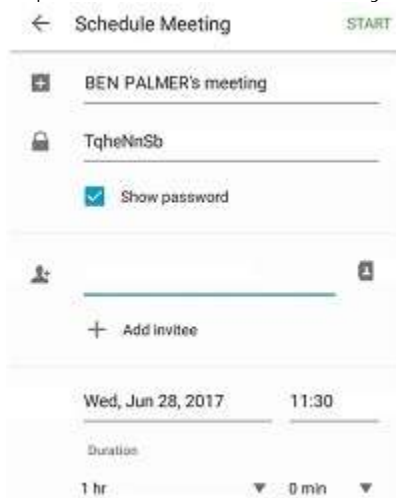 Schedule Meeting START
BEN PALMER's meeting
TqheNnSb
Show password
Add invitee
Wed, Jun 28, 2017 11:30
Duration
1 hr 0 min